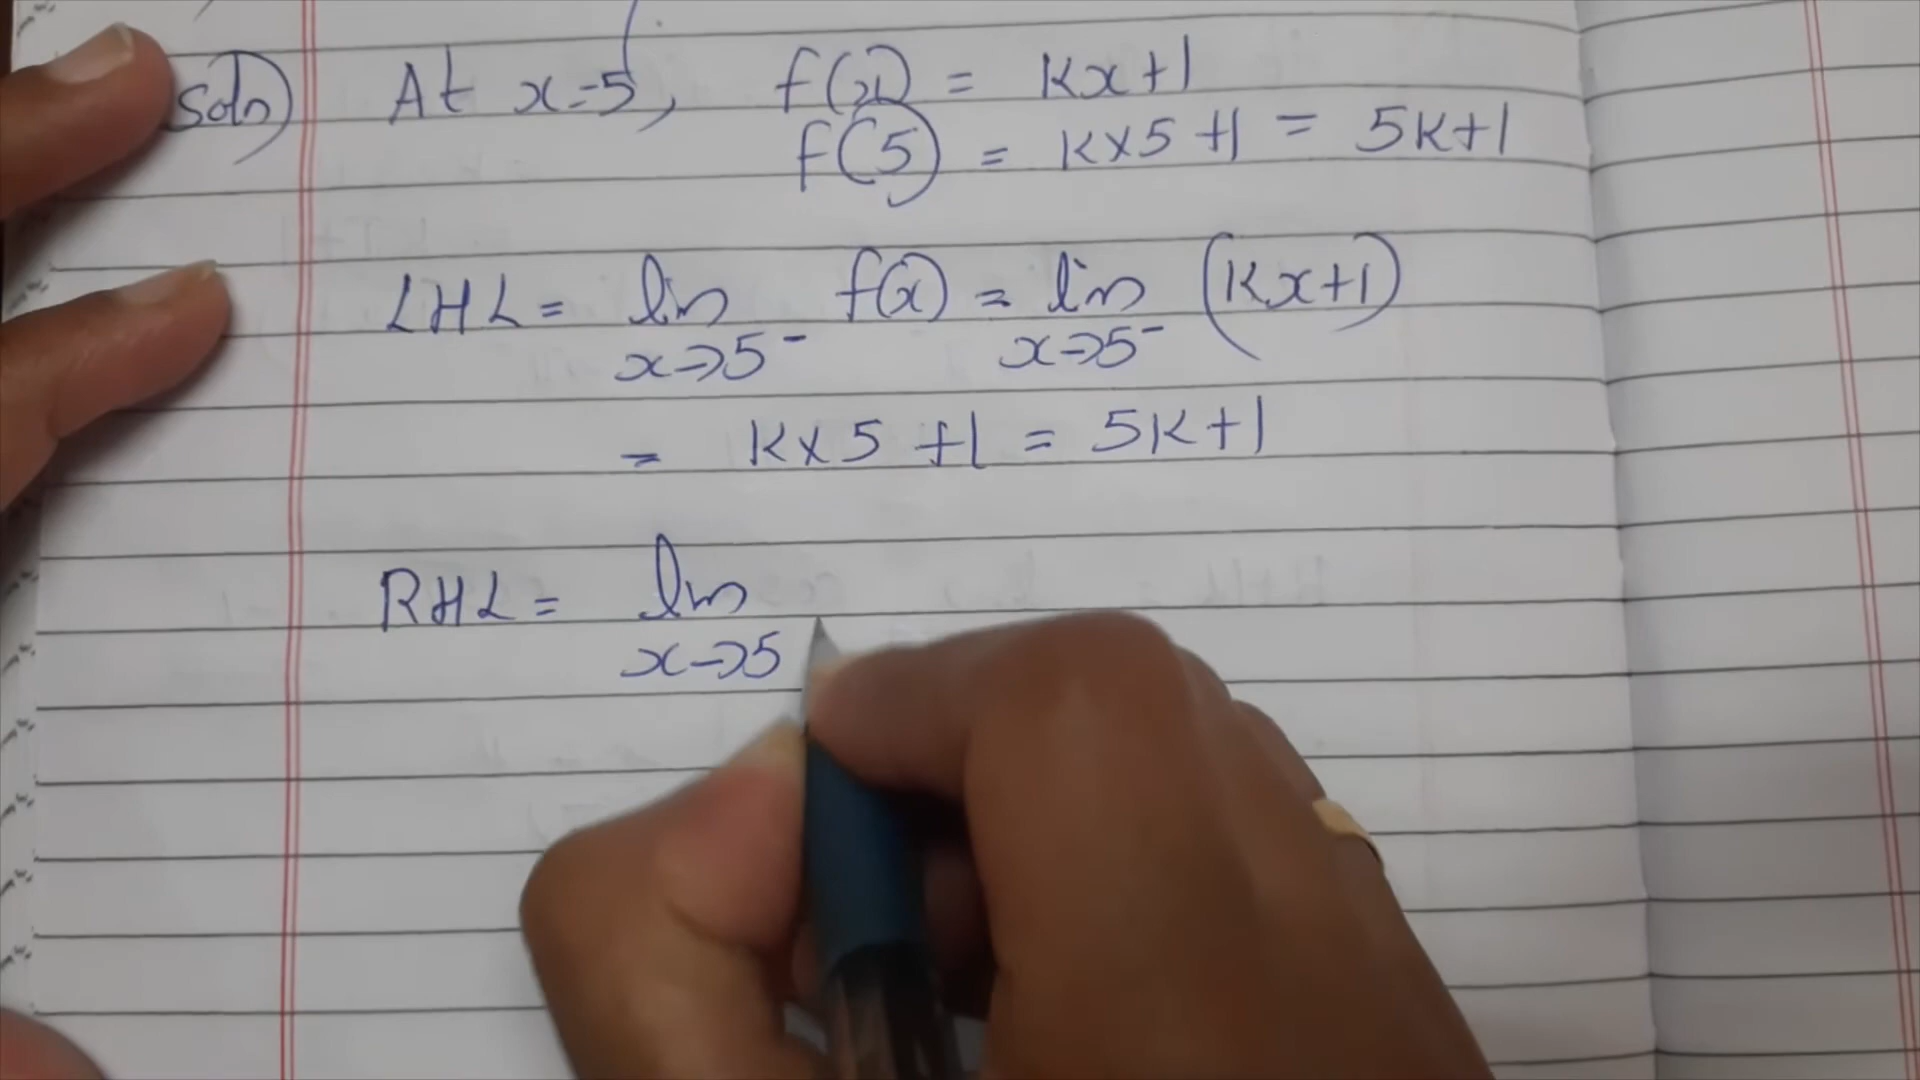 Soln) At x=5, f(x) = Kx+1
f(5) = K×5+1 = 5K+1
LHL = lim f(x) = lim (Kx+1)
x→5⁻ x→5⁻
= K×5+1 = 5K+1
RHL = lim
x→5